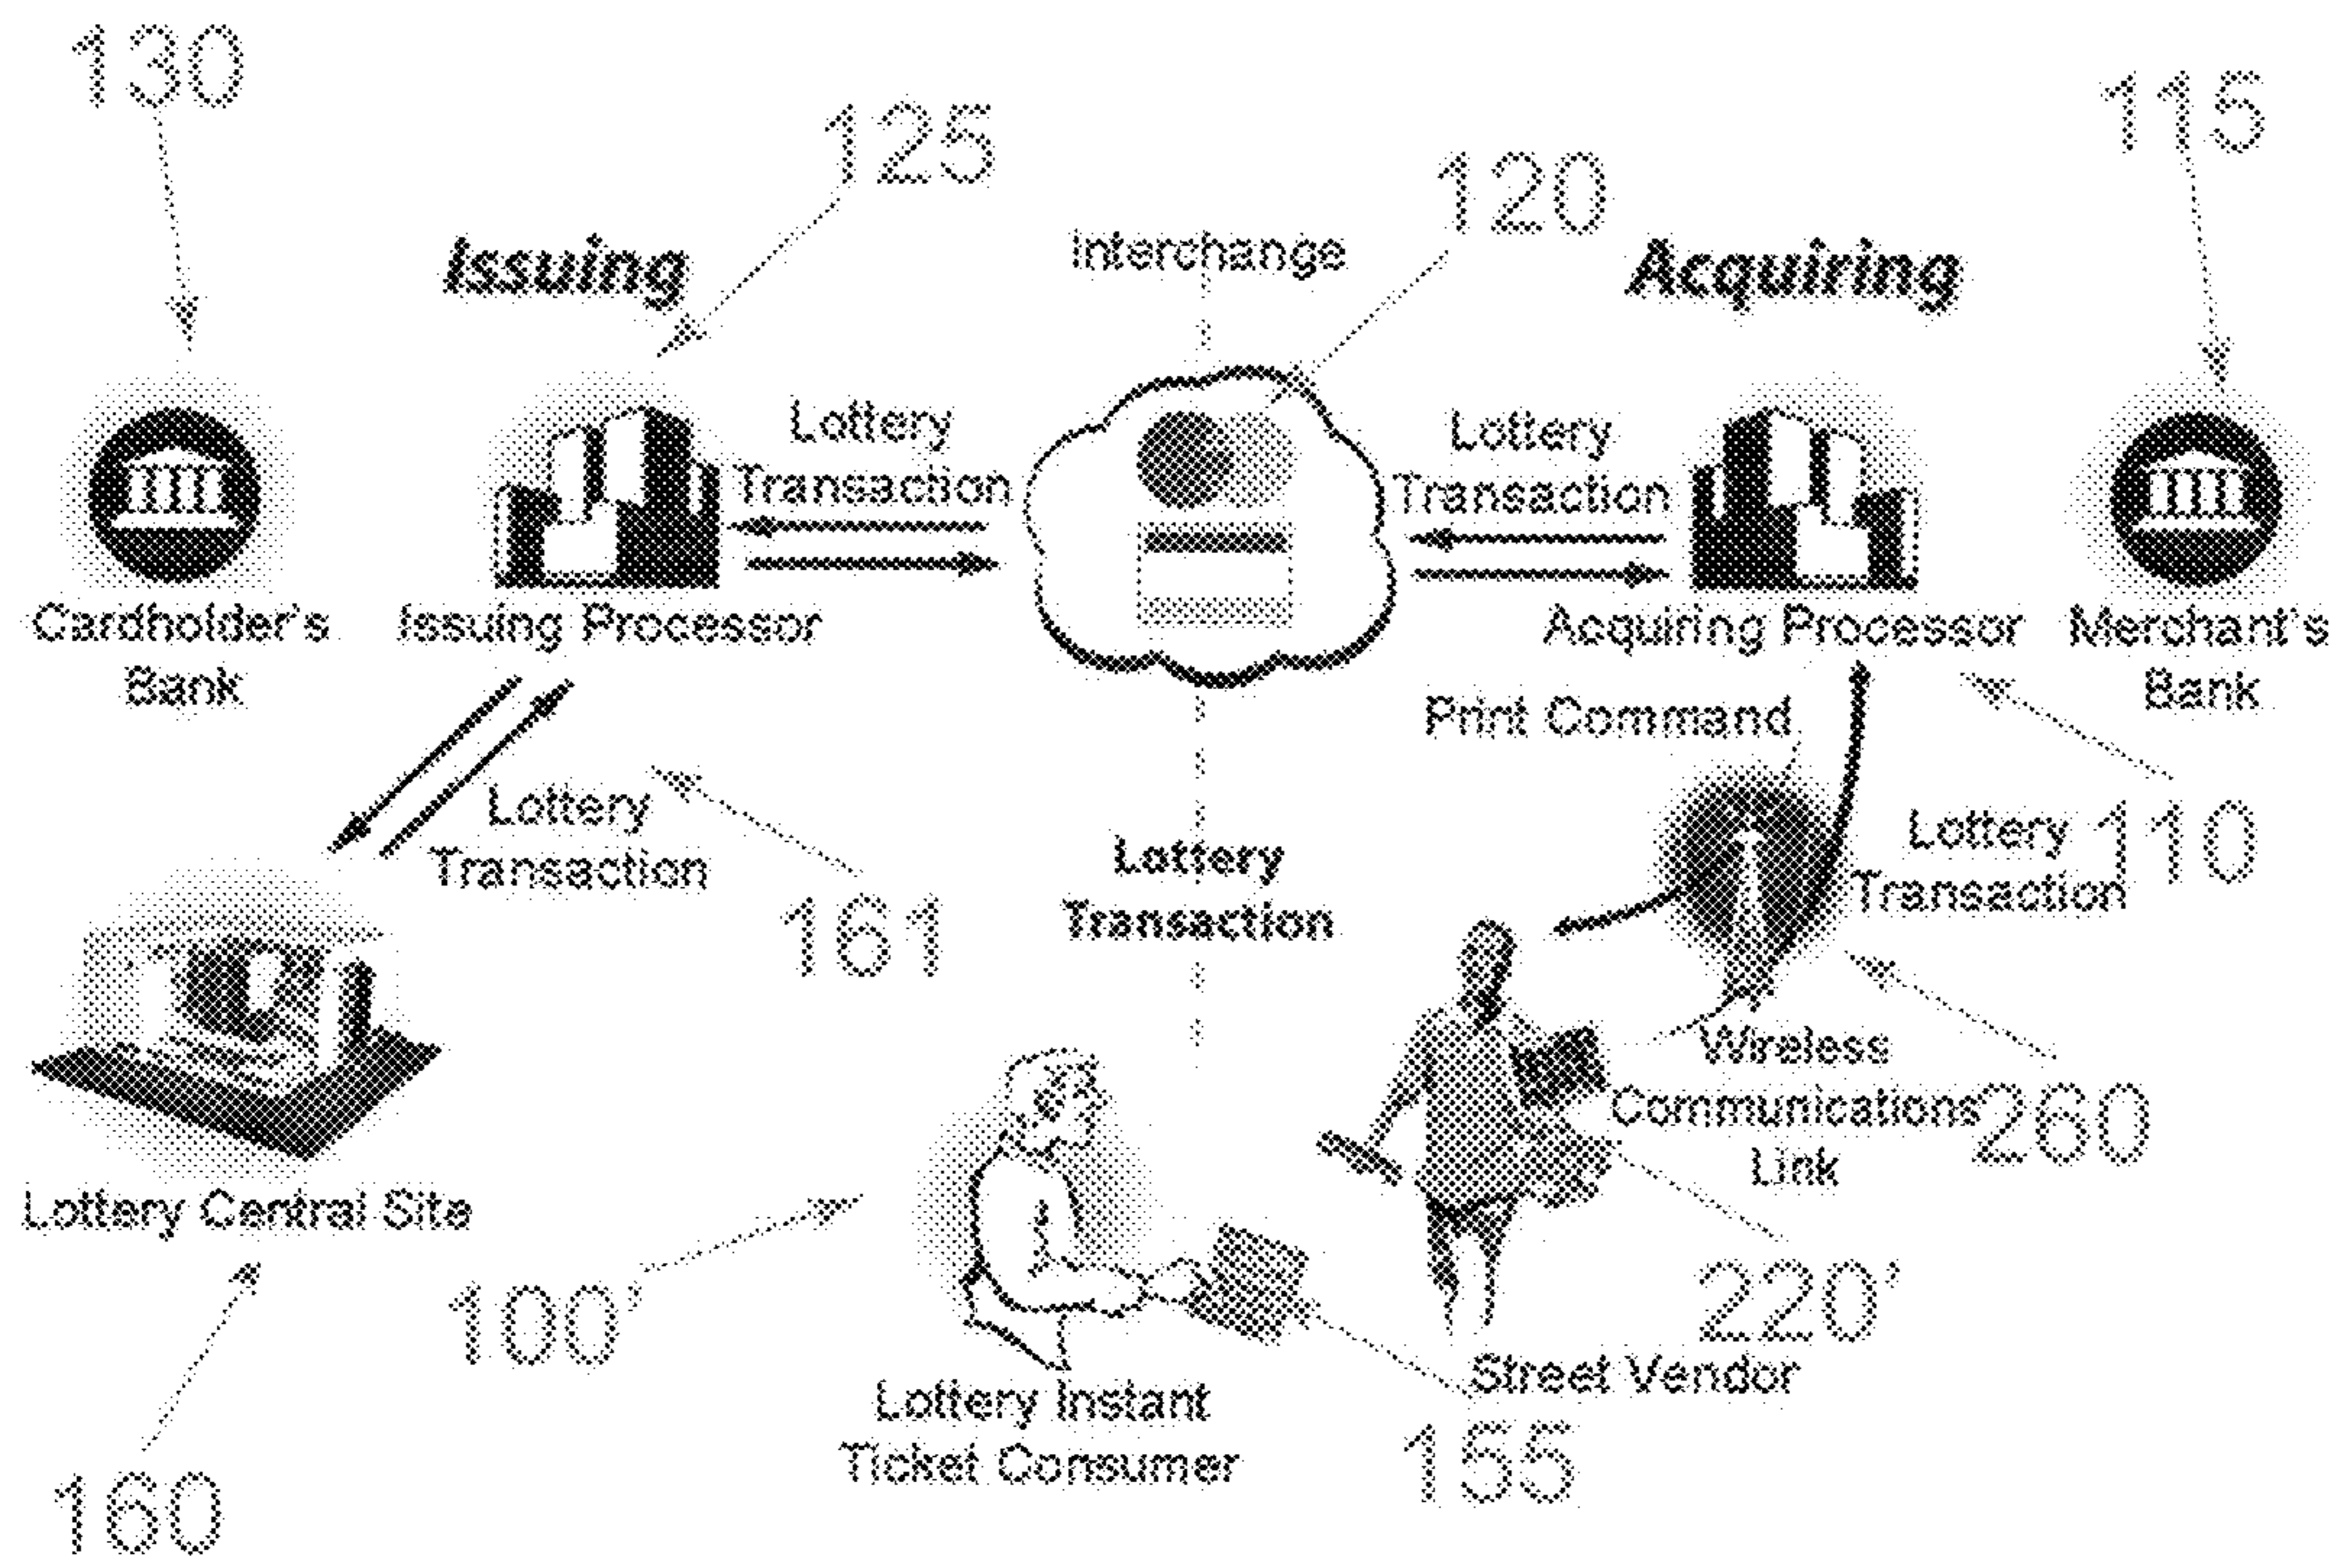 130
115
125
120
Issuing
Interchange
Acquiring
Lottery
Transaction
Lottery
Transaction
Cardholder's
Bank
Issuing Processor
Acquiring Processor
Merchant's
Bank
Print Command
Lottery
Transaction
161
Lottery
Transaction
Lottery
Transaction
110
Wireless
Communications
Link
260
Lottery Central Site
100'
220'
Street Vendor
Lottery Instant
Ticket Consumer
155
160